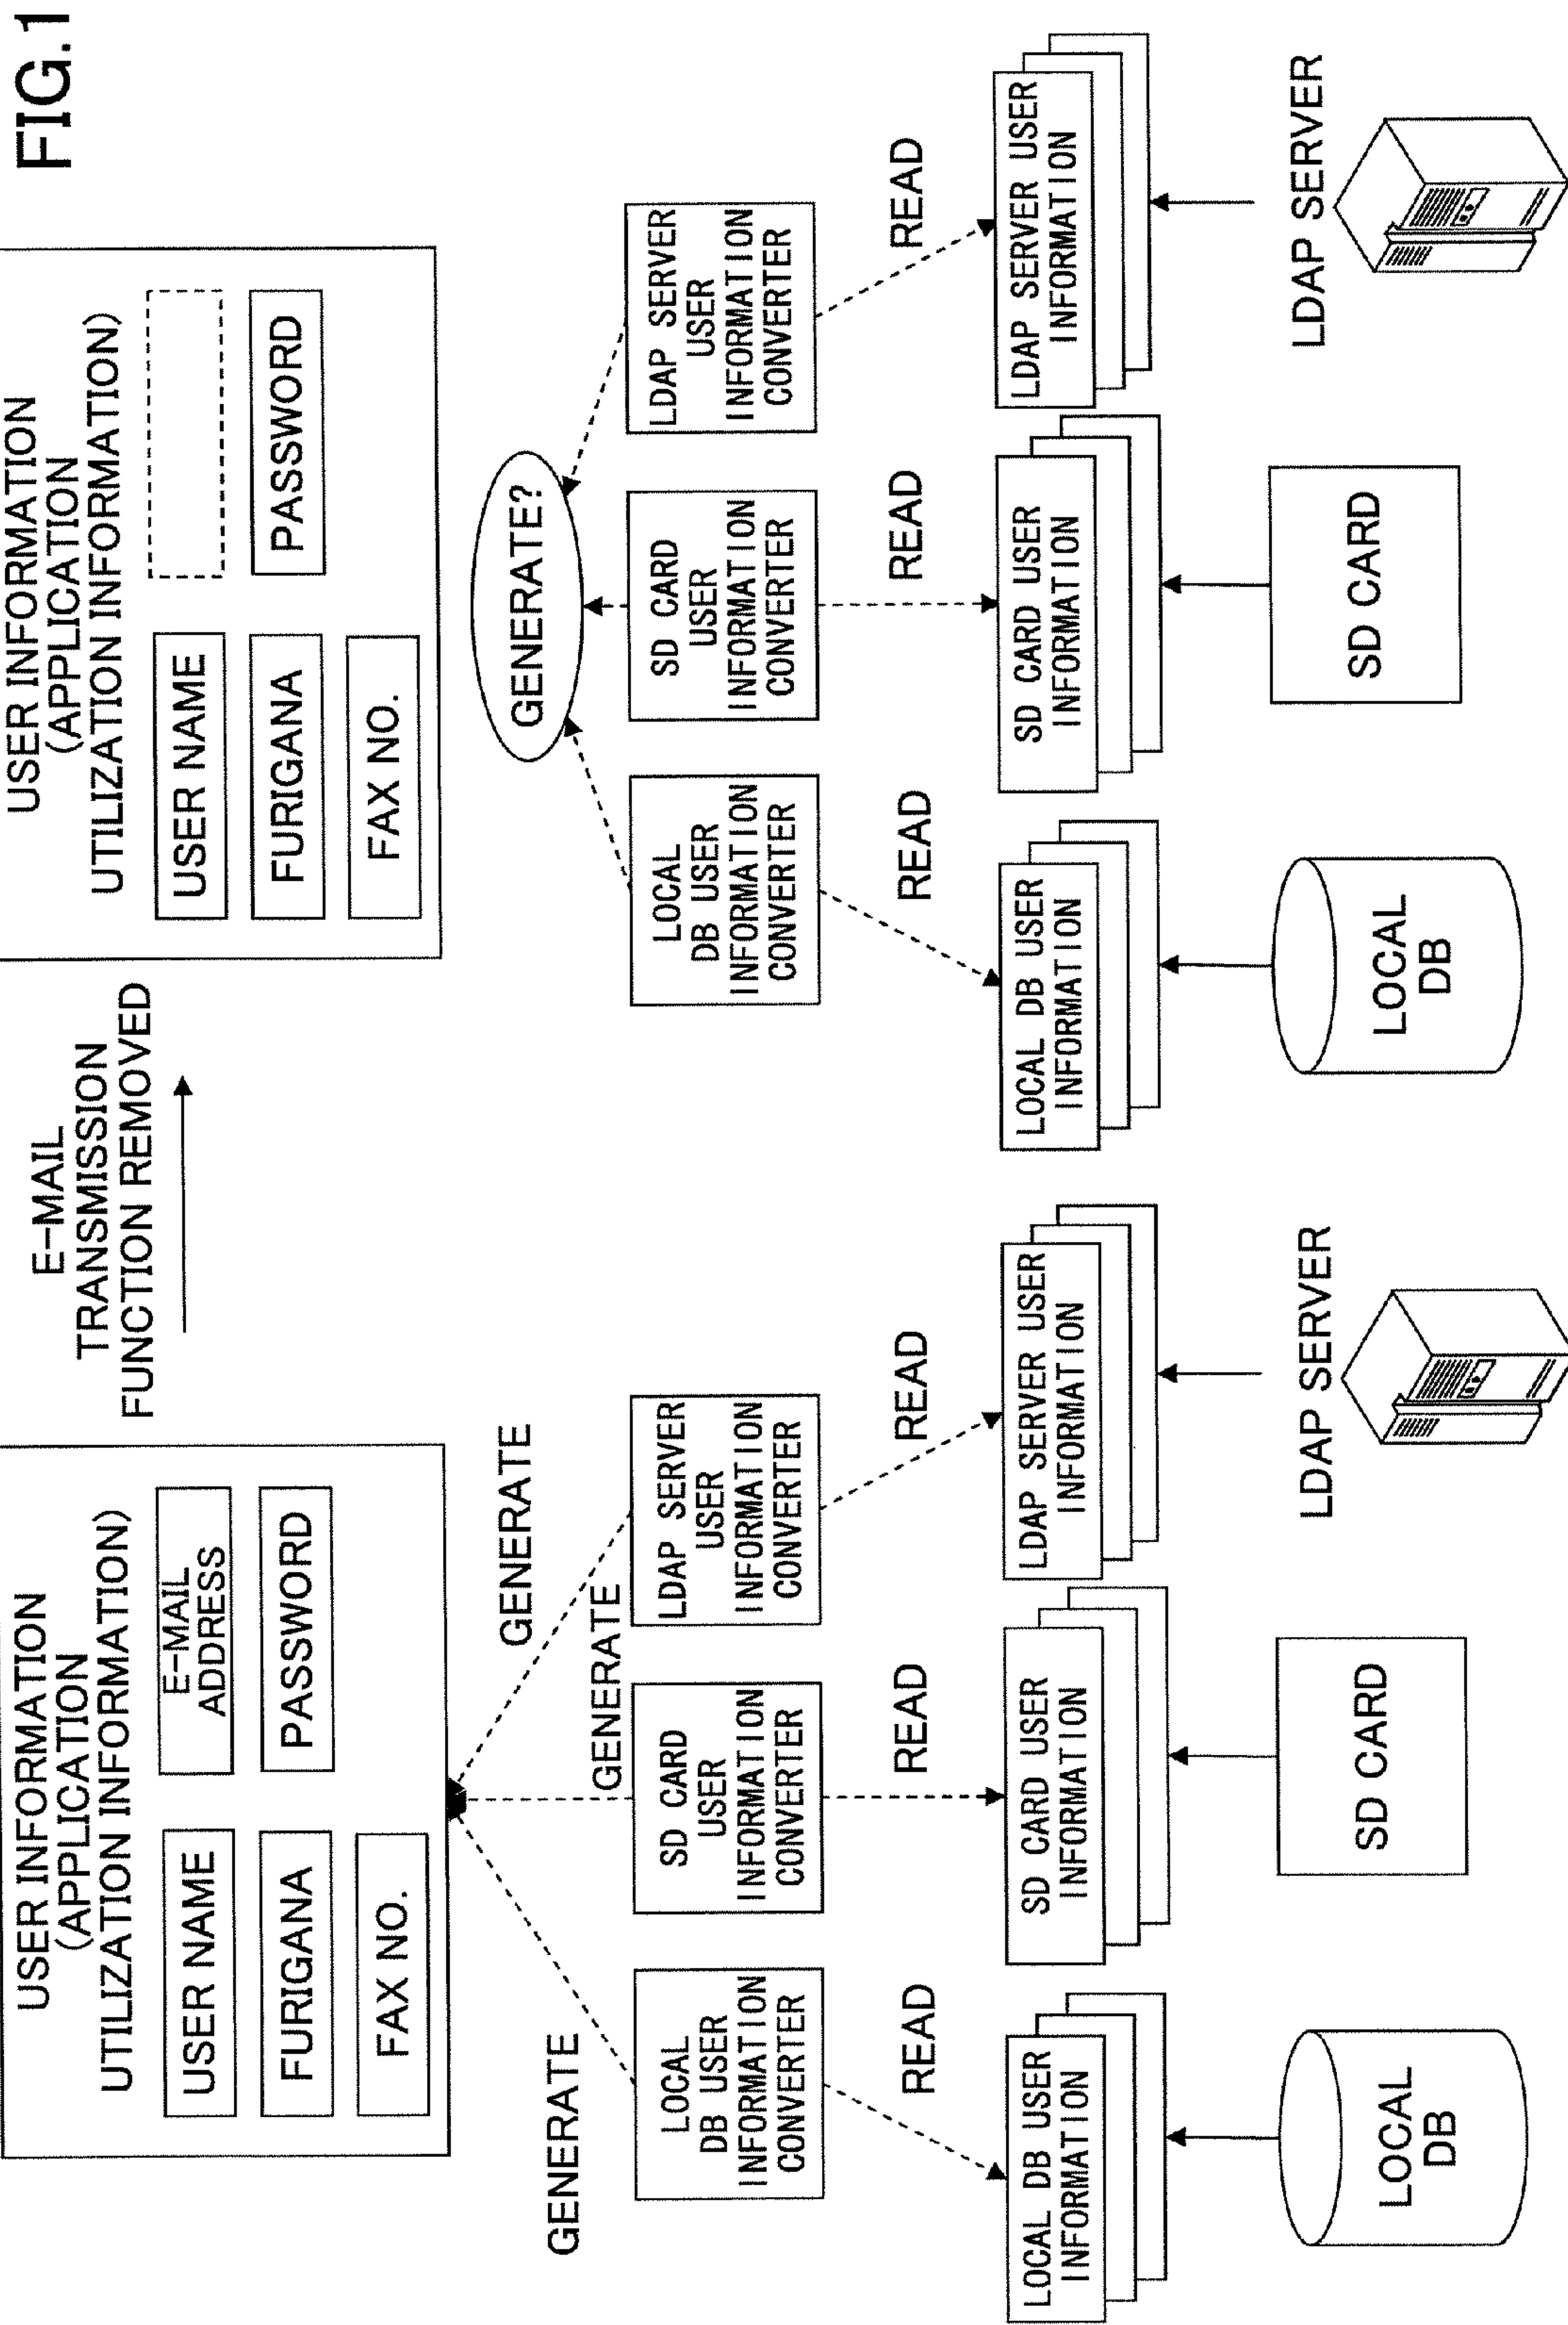 FIG.1
USER INFORMATION
(APPLICATION
UTILIZATION INFORMATION)
USER NAME
E-MAIL
ADDRESS
FURIGANA
PASSWORD
FAX NO.
GENERATE
GENERATE
GENERATE
LOCAL
DB USER
INFORMATION
CONVERTER
SD CARD
USER
INFORMATION
CONVERTER
LDAP SERVER
USER
INFORMATION
CONVERTER
READ
READ
READ
LOCAL DB USER
INFORMATION
SD CARD USER
INFORMATION
LDAP SERVER USER
INFORMATION
LOCAL
DB
SD CARD
LDAP SERVER
E-MAIL
TRANSMISSION
FUNCTION REMOVED
USER INFORMATION
(APPLICATION
UTILIZATION INFORMATION)
USER NAME
FURIGANA
PASSWORD
FAX NO.
GENERATE?
LOCAL
DB USER
INFORMATION
CONVERTER
SD CARD
USER
INFORMATION
CONVERTER
LDAP SERVER
USER
INFORMATION
CONVERTER
READ
READ
READ
LOCAL DB USER
INFORMATION
SD CARD USER
INFORMATION
LDAP SERVER USER
INFORMATION
LOCAL
DB
SD CARD
LDAP SERVER